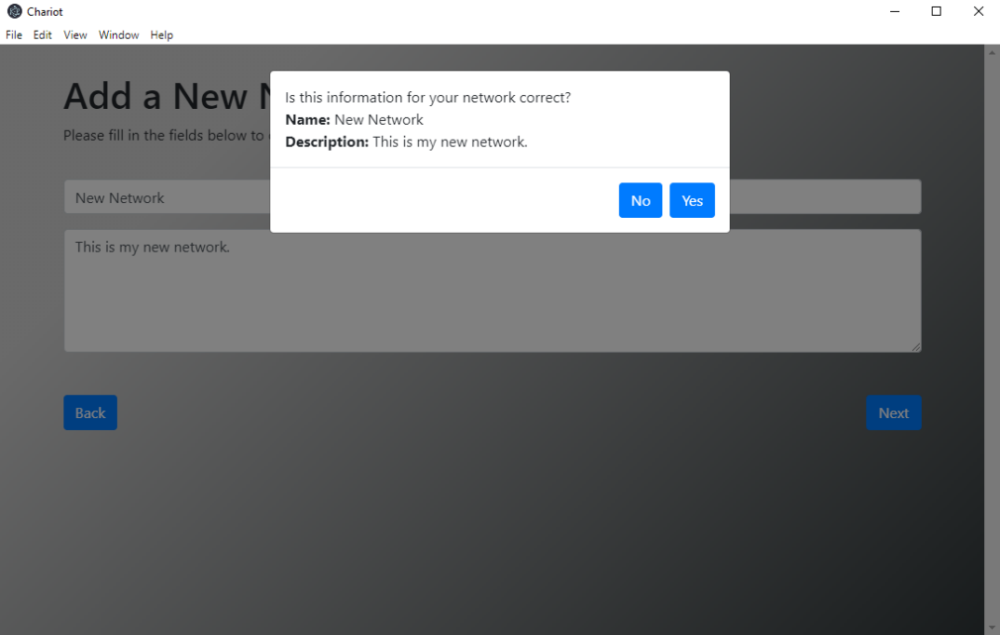 Chariot
File Edit View Window Help
Add a New
Please fill in the fields below to
Is this information for your network correct?
Name: New Network
Description: This is my new network.
No Yes
New Network
This is my new network.
Back Next